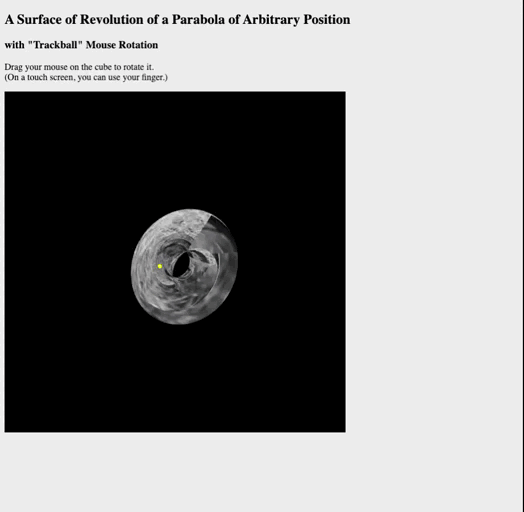 A Surface of Revolution of a Parabola of Arbitrary Position
with "Trackball" Mouse Rotation
Drag your mouse on the cube to rotate it.
(On a touch screen, you can use your finger.)